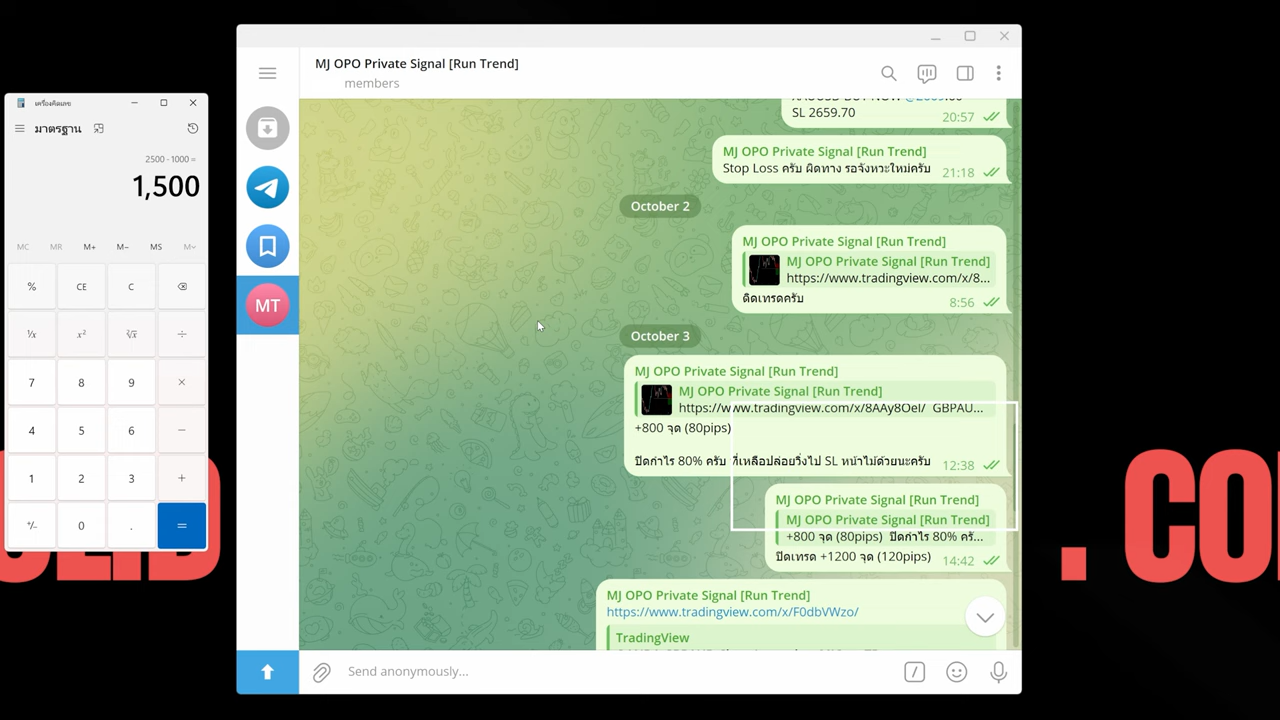 เครื่องคิดเลข
มาตรฐาน
2500 - 1000 =
1,500
MC MR M+ M− MS M
% CE C
¹/x x² ²√x ÷
7 8 9 ×
4 5 6 −
1 2 3 +
+/− 0 . =
MJ OPO Private Signal [Run Trend]
members
SL 2659.70
20:57
MJ OPO Private Signal [Run Trend]
Stop Loss ครับ ผิดทาง รอจังหวะใหม่ครับ
21:18
October 2
MJ OPO Private Signal [Run Trend]
MJ OPO Private Signal [Run Trend]
https://www.tradingview.com/x/8...
ติดเทรดครับ
8:56
October 3
MJ OPO Private Signal [Run Trend]
MJ OPO Private Signal [Run Trend]
https://www.tradingview.com/x/8AAy8OeI/ GBPAU...
+800 จุด (80pips)
ปิดกำไร 80% ครับ ที่เหลือปล่อยวิ่งไป SL หน้าไม้ด้วยนะครับ
12:38
MJ OPO Private Signal [Run Trend]
MJ OPO Private Signal [Run Trend]
+800 จุด (80pips) ปิดกำไร 80% ครั...
ปิดเทรด +1200 จุด (120pips)
14:42
MJ OPO Private Signal [Run Trend]
https://www.tradingview.com/x/F0dbVWzo/
TradingView
MT
Send anonymously...
. CO